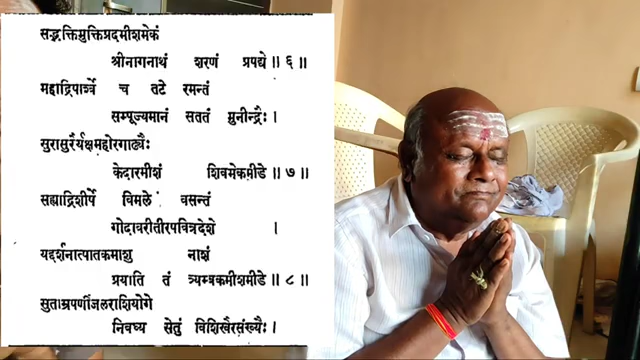 सद्भक्तिमुक्तिप्रदमीशमेकं
श्रीनागनाथं शरणं प्रपद्ये ॥ ६ ॥
महाद्रिपार्श्वे च तटे रमन्तं
सम्पूज्यमानं सततं मुनीन्द्रैः ।
सुरासुरैर्यक्षमहोरगाढ्यैः
केदारमीशं शिवमेकमीडे ॥ ७ ॥
सह्याद्रिशीर्षे विमले वसन्तं
गोदावरीतीरपवित्रदेशे ।
यद्दर्शनात्पातकमाशु नाशं
प्रयाति तं त्र्यम्बकमीशमीडे ॥ ८ ॥
सुताम्रपर्णीजलराशियोगे
निबध्य सेतुं विशिखैरसंख्यैः ।